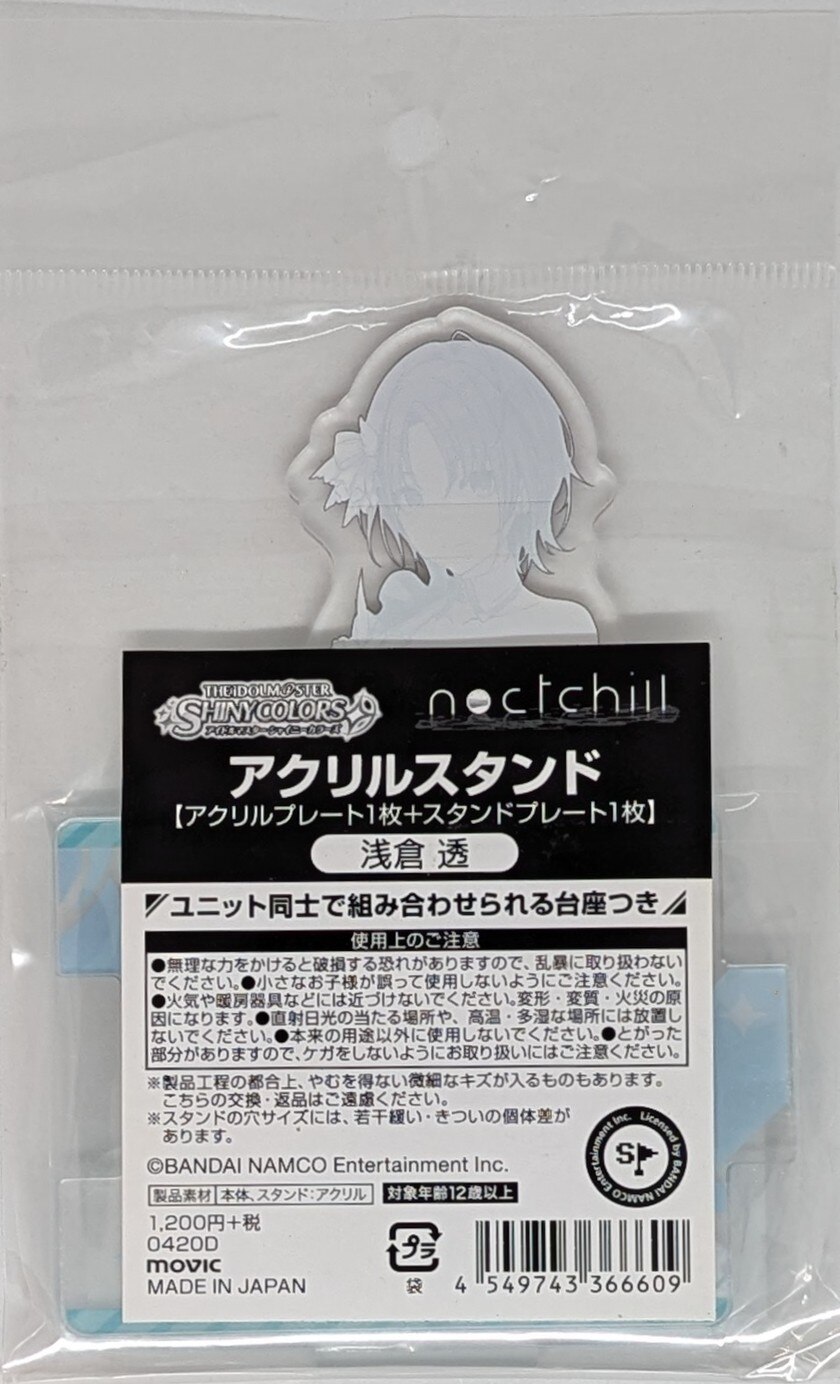 THE IDOLM@STER
SHINY COLORS
アイドルマスター シャイニーカラーズ
noctchill
アクリルスタンド
【アクリルプレート1枚+スタンドプレート1枚】
浅倉 透
ユニット同士で組み合わせられる台座つき
使用上のご注意
●無理な力をかけると破損する恐れがありますので、乱暴に取り扱わない
でください。●小さなお子様が誤って使用しないようにご注意ください。
●火気や暖房器具などには近づけないでください。変形・変質・火災の原
因になります。●直射日光の当たる場所や、高温・多湿な場所には放置し
ないでください。●本来の用途以外に使用しないでください。●とがった
部分がありますので、ケガをしないようにお取り扱いにはご注意ください。
※製品工程の都合上、やむを得ない微細なキズが入るものもあります。
こちらの交換・返品はご遠慮ください。
※スタンドの穴サイズには、若干緩い・きついの個体差が
あります。
©BANDAI NAMCO Entertainment Inc.
Licensed by BANDAI NAMCO Entertainment Inc.
S
製品素材 本体、スタンド:アクリル 対象年齢12歳以上
1,200円+税
0420D
movic
MADE IN JAPAN
プラ
袋
4 549743 366609